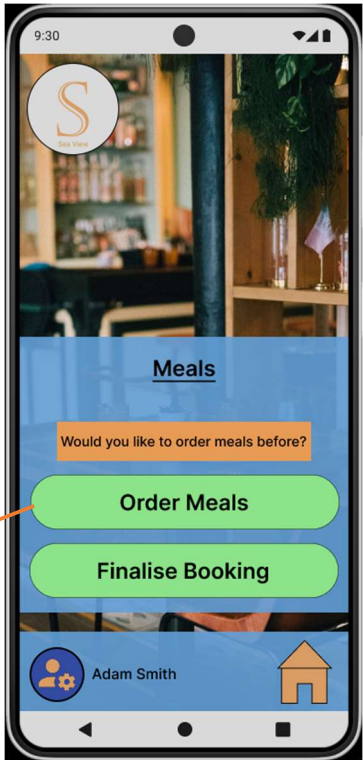 9:30
S
Sea View
Meals
Would you like to order meals before?
Order Meals
Finalise Booking
Adam Smith